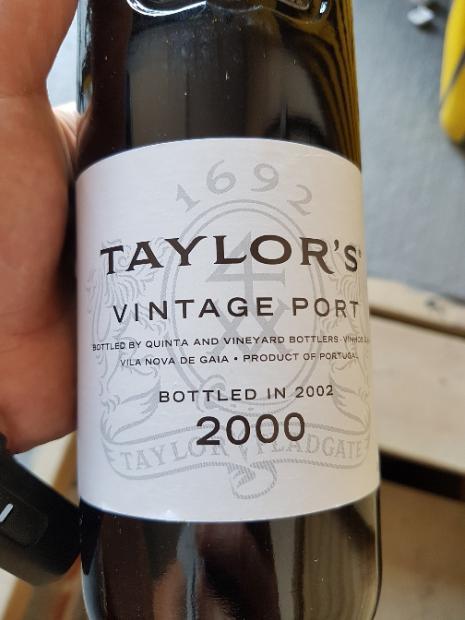 1692
TAYLOR'S
VINTAGE PORT
BOTTLED BY QUINTA AND VINEYARD BOTTLERS
VILA NOVA DE GAIA • PRODUCT OF PORTUGAL
BOTTLED IN 2002
2000
TAYLOR YEADGATE